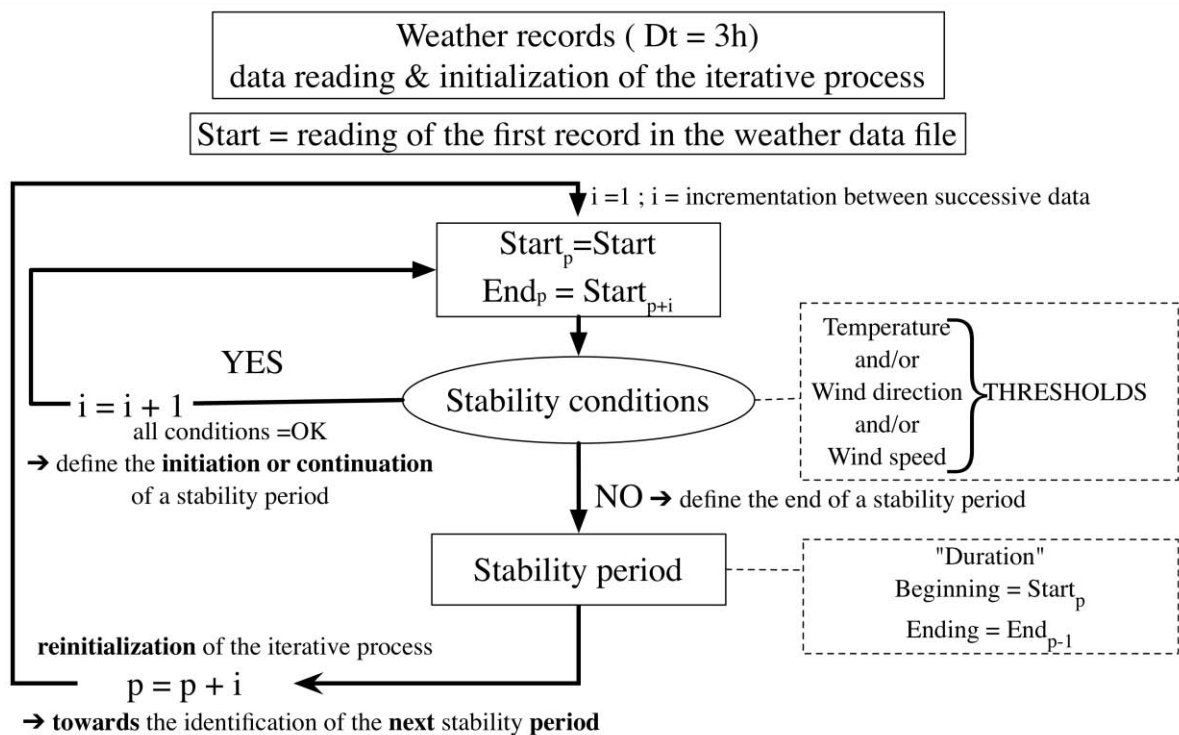 Weather records ( Dt = 3h)
data reading & initialization of the iterative process
Start = reading of the first record in the weather data file
i =1 ; i = incrementation between successive data
Startp=Start
Endp = Startp+i
YES
i = i + 1
all conditions =OK
➔ define the initiation or continuation
of a stability period
Stability conditions
Temperature
and/or
Wind direction
and/or
Wind speed
THRESHOLDS
NO ➔ define the end of a stability period
Stability period
"Duration"
Beginning = Startp
Ending = Endp-1
reinitialization of the iterative process
p = p + i
➔ towards the identification of the next stability period